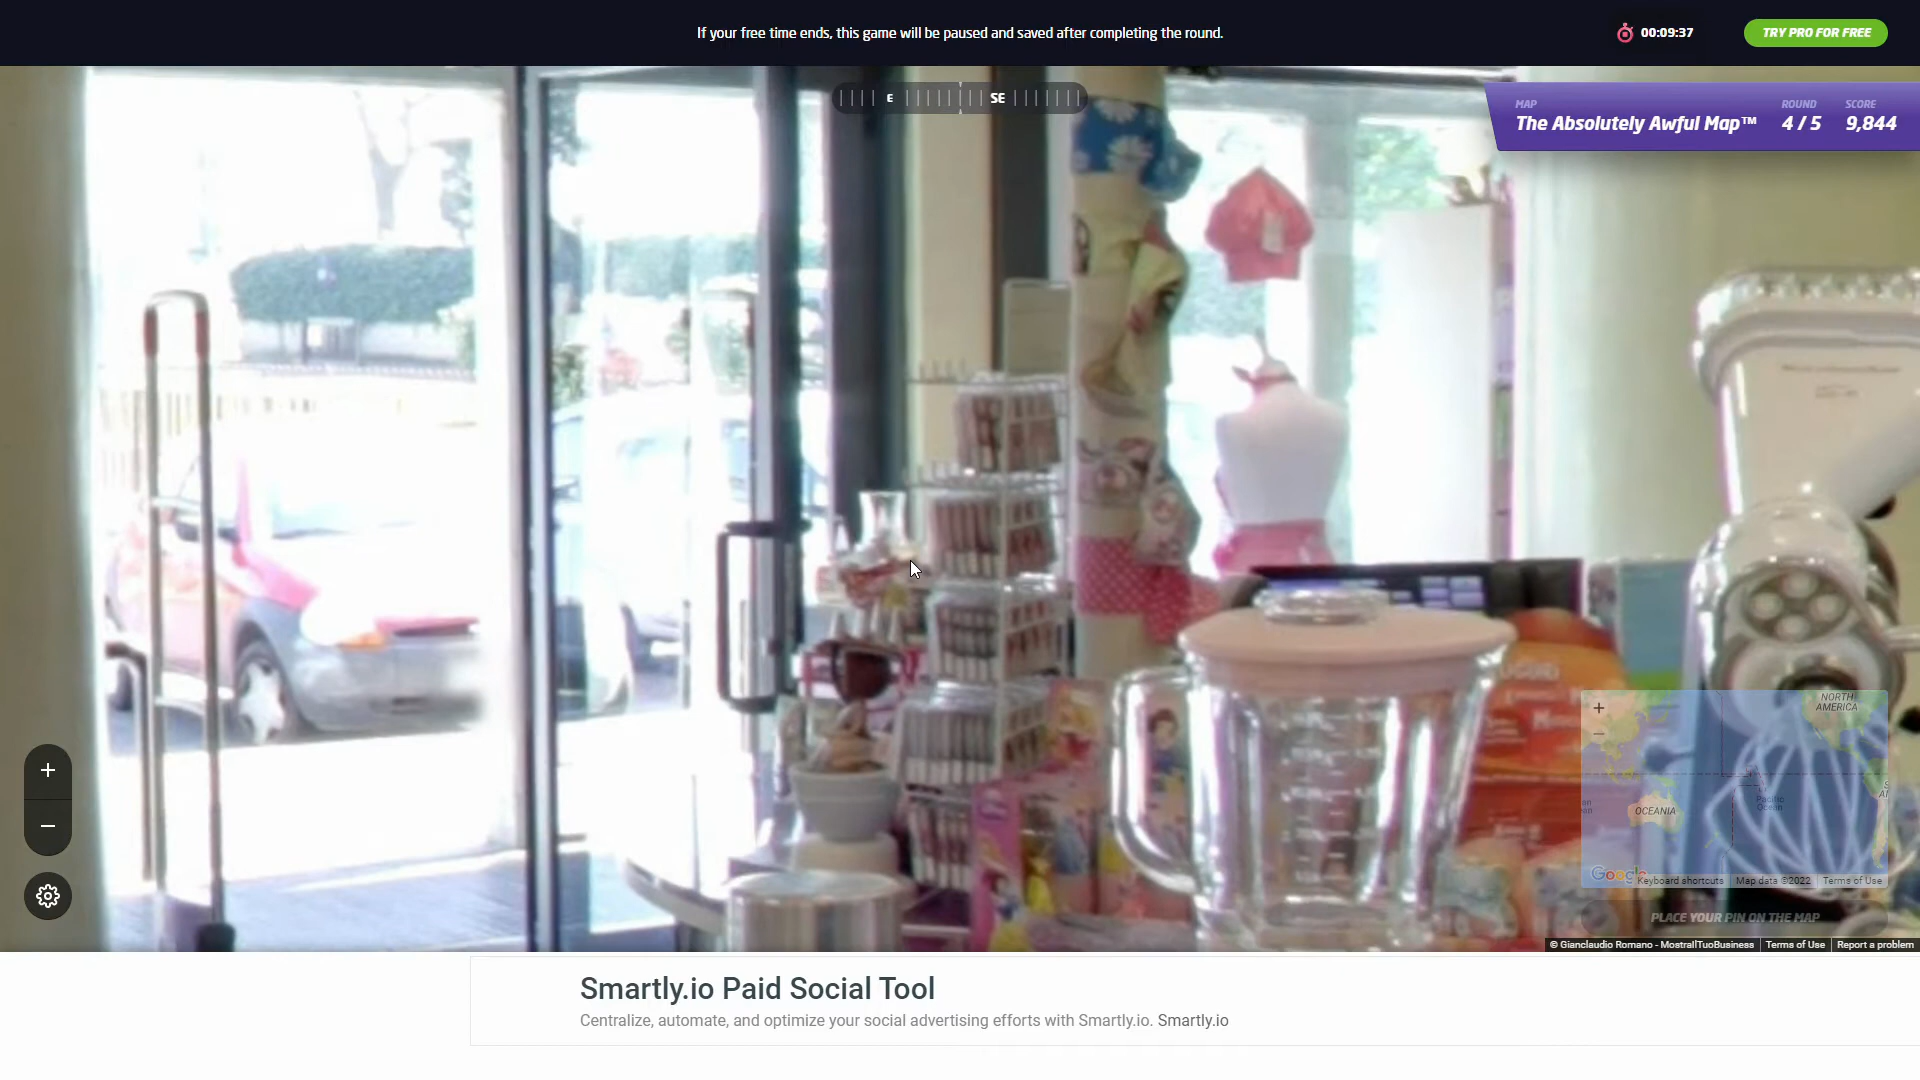 If your free time ends, this game will be paused and saved after completing the round.
00:09:37
TRY PRO FOR FREE
E
SE
MAP
The Absolutely Awful Map™
ROUND
4 / 5
SCORE
9,844
NORTH
AMERICA
Pacific
Ocean
OCEANIA
Google
Keyboard shortcuts
Map data ©2022
Terms of Use
PLACE YOUR PIN ON THE MAP
© Gianclaudio Romano - MostraIlTuoBusiness
Terms of Use
Report a problem
Smartly.io Paid Social Tool
Centralize, automate, and optimize your social advertising efforts with Smartly.io. Smartly.io